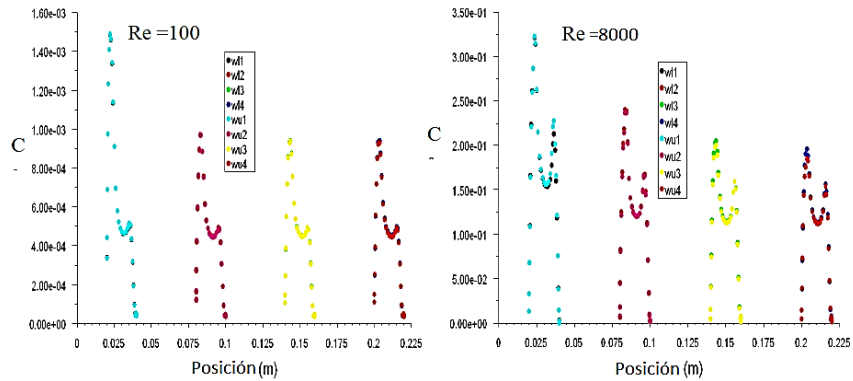 Re =100
1.60e-03
1.40e-03
1.20e-03
1.00e-03
8.00e-04
6.00e-04
4.00e-04
2.00e-04
0.00e+00
C
wl1
wl2
wl3
wl4
wu1
wu2
wu3
wu4
0 0.025 0.05 0.075 0.1 0.125 0.15 0.175 0.2 0.225
Posición (m)
Re =8000
3.50e-01
3.00e-01
2.50e-01
2.00e-01
1.50e-01
1.00e-01
5.00e-02
0.00e+00
C
wl1
wl2
wl3
wl4
wu1
wu2
wu3
wu4
0 0.025 0.05 0.075 0.1 0.125 0.15 0.175 0.2 0.225
Posición (m)